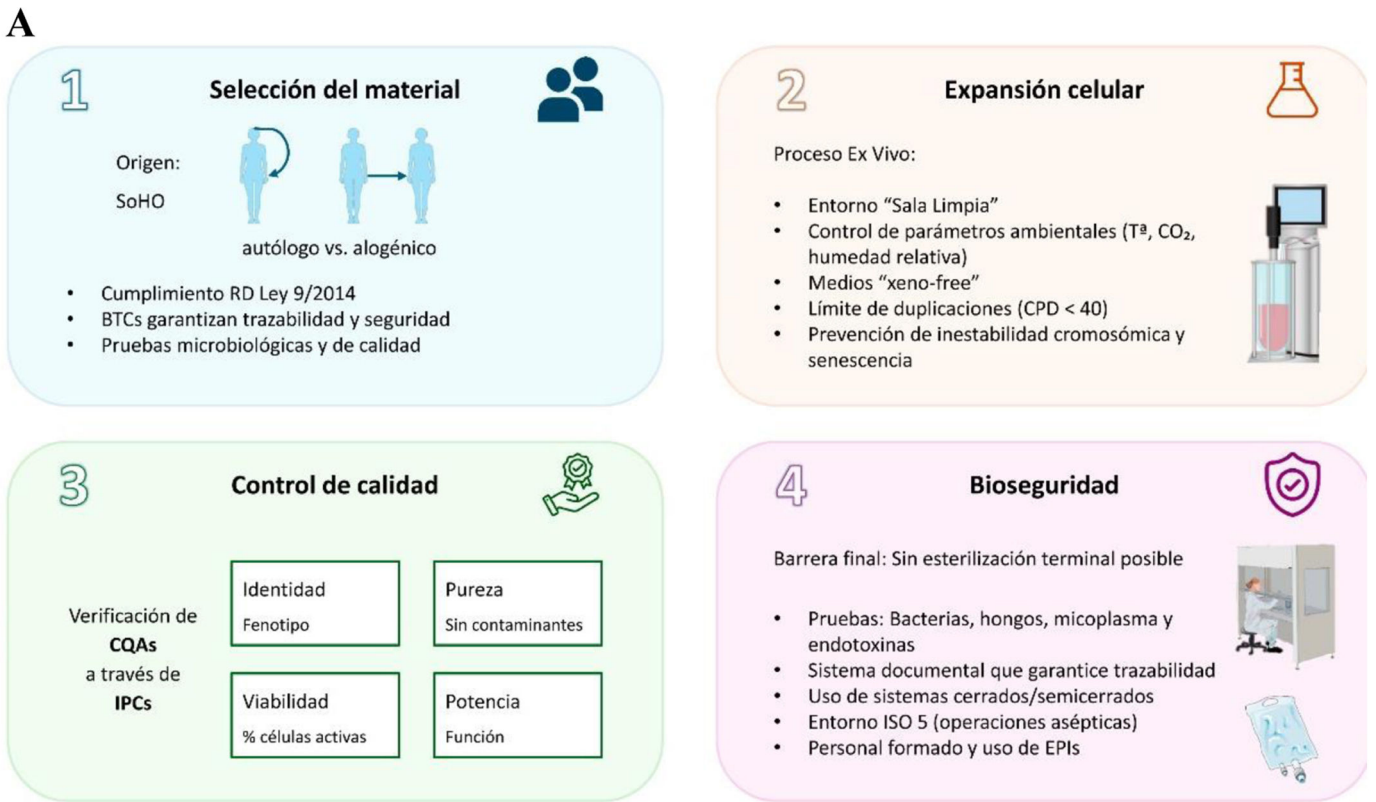 A
1
Selección del material
Origen:
SoHO
autólogo vs. alogénico
• Cumplimiento RD Ley 9/2014
• BTCs garantizan trazabilidad y seguridad
• Pruebas microbiológicas y de calidad
2
Expansión celular
Proceso Ex Vivo:
• Entorno “Sala Limpia”
• Control de parámetros ambientales (Tª, CO₂,
humedad relativa)
• Medios “xeno-free”
• Límite de duplicaciones (CPD < 40)
• Prevención de inestabilidad cromosómica y
senescencia
3
Control de calidad
Verificación de
CQAs
a través de
IPCs
Identidad
Fenotipo
Pureza
Sin contaminantes
Viabilidad
% células activas
Potencia
Función
4
Bioseguridad
Barrera final: Sin esterilización terminal posible
• Pruebas: Bacterias, hongos, micoplasma y
endotoxinas
• Sistema documental que garantice trazabilidad
• Uso de sistemas cerrados/semicerrados
• Entorno ISO 5 (operaciones asépticas)
• Personal formado y uso de EPIs